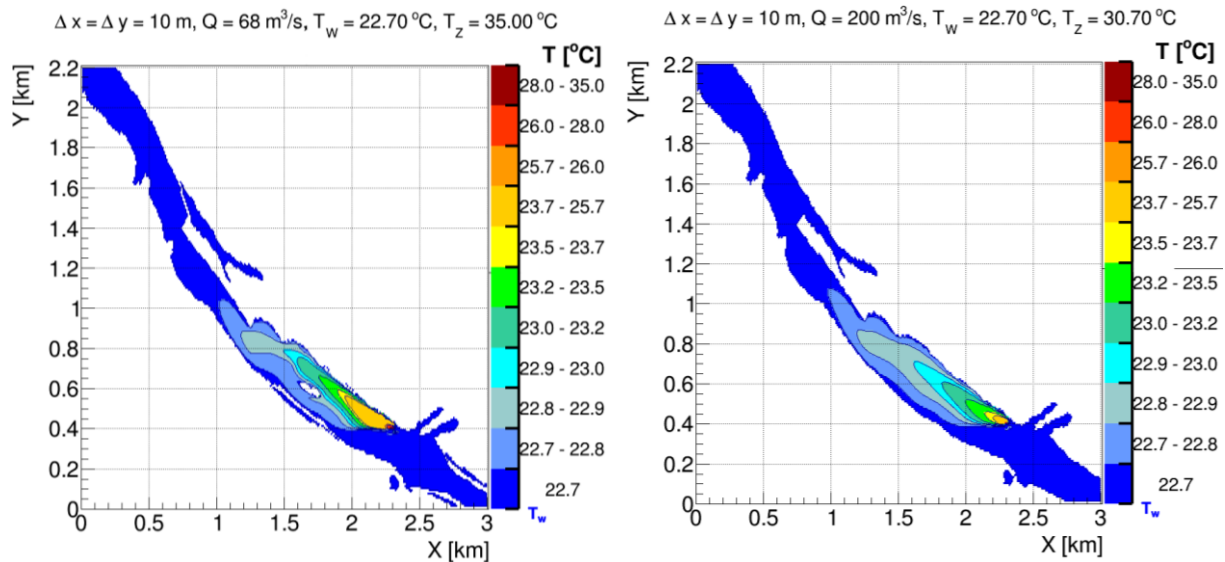 Δ x = Δ y = 10 m, Q = 68 m³/s, T_w = 22.70 °C, T_z = 35.00 °C
T [°C]
Y [km]
2.2
2
1.8
1.6
1.4
1.2
1
0.8
0.6
0.4
0.2
0
0 0.5 1 1.5 2 2.5 3
X [km]
28.0 - 35.0
26.0 - 28.0
25.7 - 26.0
23.7 - 25.7
23.5 - 23.7
23.2 - 23.5
23.0 - 23.2
22.9 - 23.0
22.8 - 22.9
22.7 - 22.8
22.7
T_w
Δ x = Δ y = 10 m, Q = 200 m³/s, T_w = 22.70 °C, T_z = 30.70 °C
T [°C]
Y [km]
2.2
2
1.8
1.6
1.4
1.2
1
0.8
0.6
0.4
0.2
0
0 0.5 1 1.5 2 2.5 3
X [km]
28.0 - 35.0
26.0 - 28.0
25.7 - 26.0
23.7 - 25.7
23.5 - 23.7
23.2 - 23.5
23.0 - 23.2
22.9 - 23.0
22.8 - 22.9
22.7 - 22.8
22.7
T_w